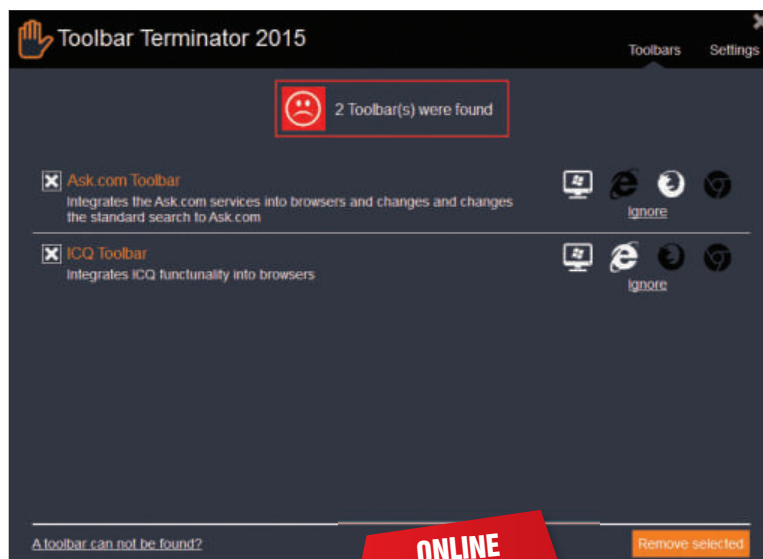 Toolbar Terminator 2015
Toolbars Settings
2 Toolbar(s) were found
Ask.com Toolbar
Integrates the Ask.com services into browsers and changes and changes
the standard search to Ask.com
Ignore
ICQ Toolbar
Integrates ICQ functunality into browsers
Ignore
A toolbar can not be found?
Remove selected
ONLINE